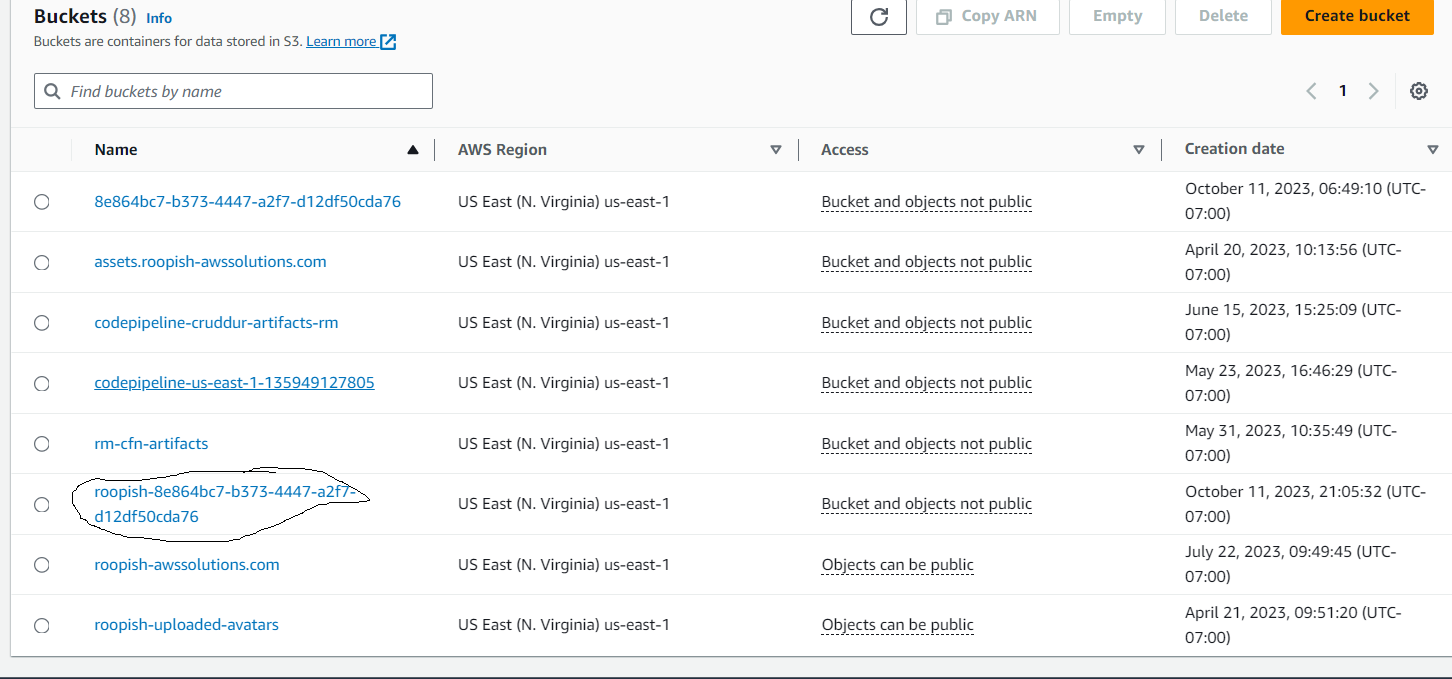 Buckets (8) Info
Buckets are containers for data stored in S3. Learn more
Copy ARN
Empty
Delete
Create bucket
Find buckets by name
1
Name AWS Region Access Creation date
8e864bc7-b373-4447-a2f7-d12df50cda76 US East (N. Virginia) us-east-1 Bucket and objects not public October 11, 2023, 06:49:10 (UTC-
07:00)
assets.roopish-awssolutions.com US East (N. Virginia) us-east-1 Bucket and objects not public April 20, 2023, 10:13:56 (UTC-
07:00)
codepipeline-cruddur-artifacts-rm US East (N. Virginia) us-east-1 Bucket and objects not public June 15, 2023, 15:25:09 (UTC-
07:00)
codepipeline-us-east-1-135949127805 US East (N. Virginia) us-east-1 Bucket and objects not public May 23, 2023, 16:46:29 (UTC-
07:00)
rm-cfn-artifacts US East (N. Virginia) us-east-1 Bucket and objects not public May 31, 2023, 10:35:49 (UTC-
07:00)
roopish-8e864bc7-b373-4447-a2f7- US East (N. Virginia) us-east-1 Bucket and objects not public October 11, 2023, 21:05:32 (UTC-
d12df50cda76 07:00)
roopish-awssolutions.com US East (N. Virginia) us-east-1 Objects can be public July 22, 2023, 09:49:45 (UTC-
07:00)
roopish-uploaded-avatars US East (N. Virginia) us-east-1 Objects can be public April 21, 2023, 09:51:20 (UTC-
07:00)